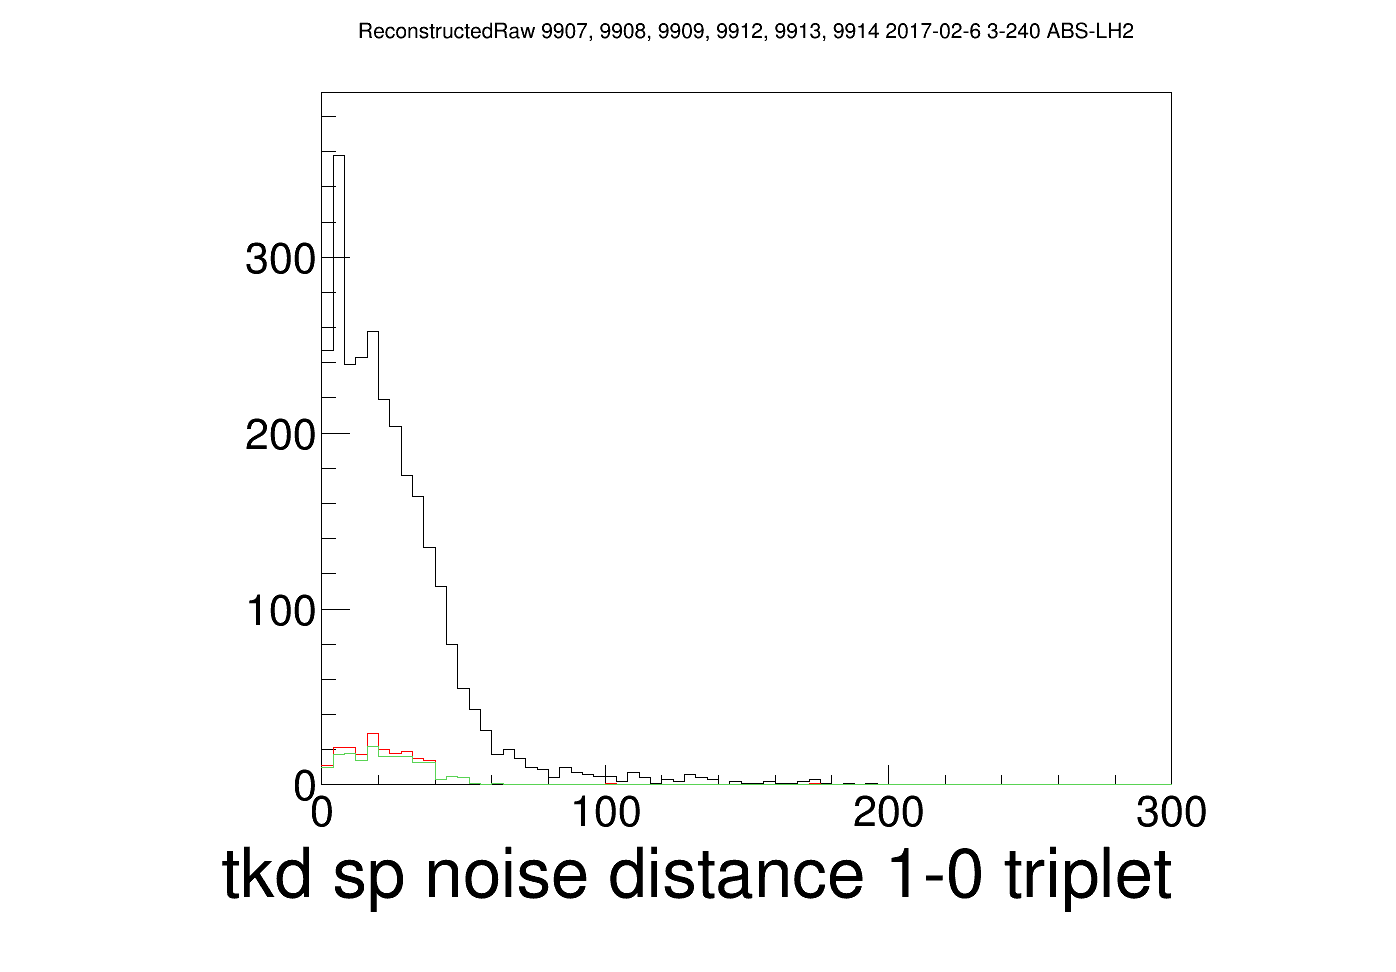 ReconstructedRaw 9907, 9908, 9909, 9912, 9913, 9914 2017-02-6 3-240 ABS-LH2
300
200
100
0
0 100 200 300
tkd sp noise distance 1-0 triplet